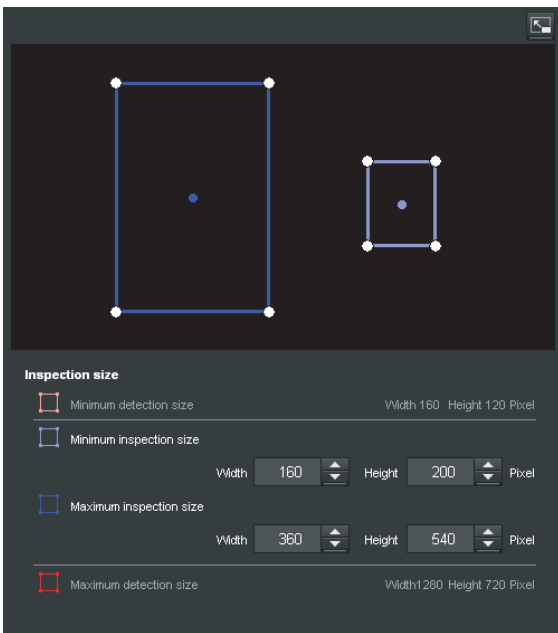 Inspection size
Minimum detection size Width 160 Height 120 Pixel
Minimum inspection size
Width 160 Height 200 Pixel
Maximum inspection size
Width 360 Height 540 Pixel
Maximum detection size Width1280 Height 720 Pixel